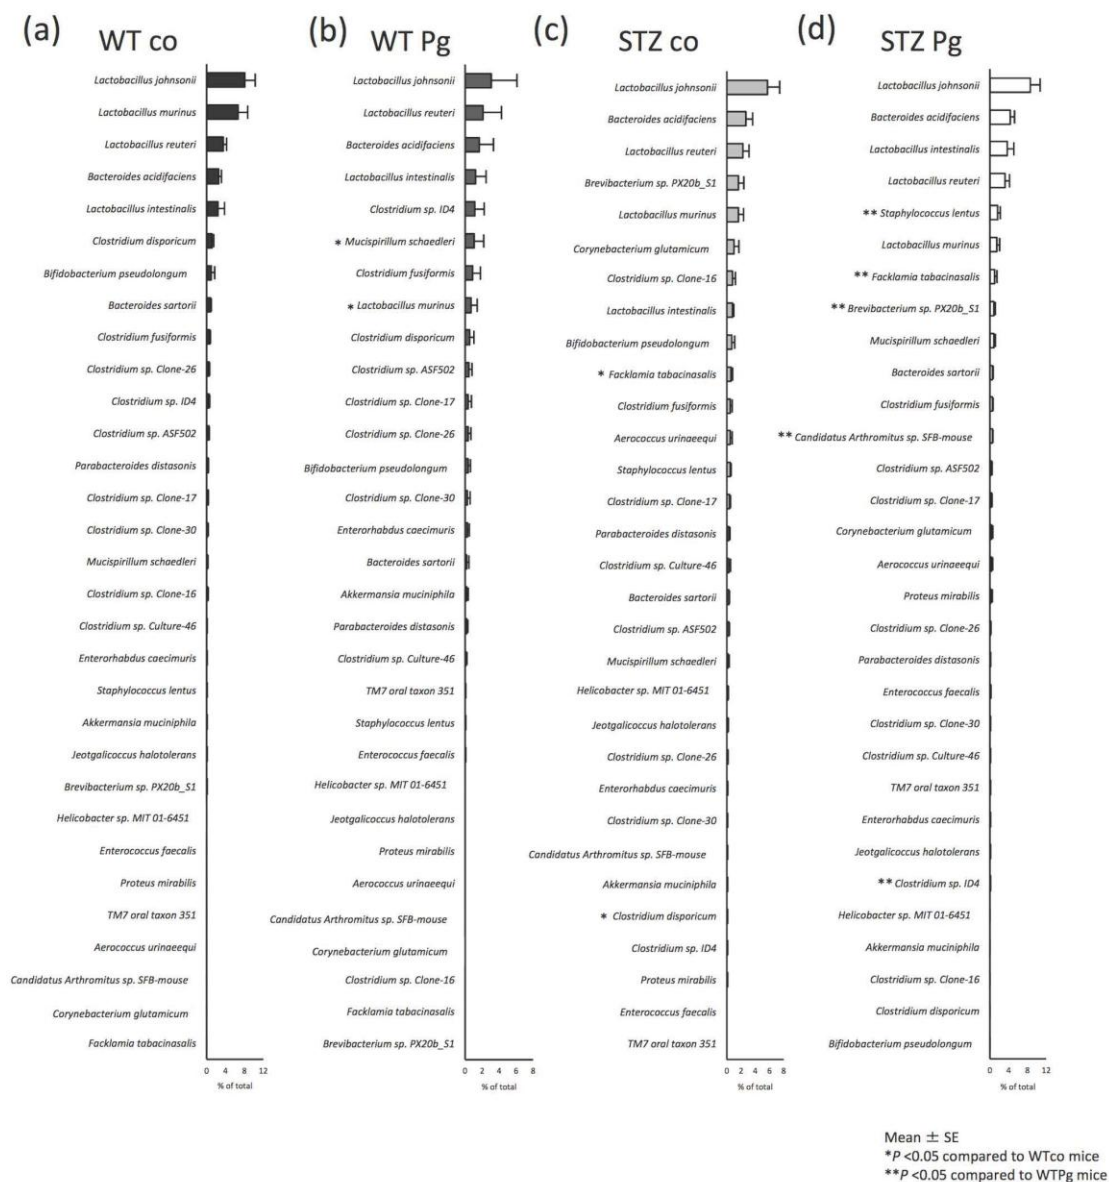 (a) WT co
Lactobacillus johnsonii
Lactobacillus murinus
Lactobacillus reuteri
Bacteroides acidifaciens
Lactobacillus intestinalis
Clostridium disporicum
Bifidobacterium pseudolongum
Bacteroides sartorii
Clostridium fusiformis
Clostridium sp. Clone-26
Clostridium sp. ID4
Clostridium sp. ASF502
Parabacteroides distasonis
Clostridium sp. Clone-17
Clostridium sp. Clone-30
Mucispirillum schaedleri
Clostridium sp. Clone-16
Clostridium sp. Culture-46
Enterorhabdus caecimuris
Staphylococcus lentus
Akkermansia muciniphila
Jeotgalicoccus halotolerans
Brevibacterium sp. PX20b_S1
Helicobacter sp. MIT 01-6451
Enterococcus faecalis
Proteus mirabilis
TM7 oral taxon 351
Aerococcus urinaeequi
Candidatus Arthromitus sp. SFB-mouse
Corynebacterium glutamicum
Facklamia tabacinasalis
0 4 8 12
% of total
(b) WT Pg
Lactobacillus johnsonii
Lactobacillus reuteri
Bacteroides acidifaciens
Lactobacillus intestinalis
Clostridium sp. ID4
* Mucispirillum schaedleri
Clostridium fusiformis
* Lactobacillus murinus
Clostridium disporicum
Clostridium sp. ASF502
Clostridium sp. Clone-17
Clostridium sp. Clone-26
Bifidobacterium pseudolongum
Clostridium sp. Clone-30
Enterorhabdus caecimuris
Bacteroides sartorii
Akkermansia muciniphila
Parabacteroides distasonis
Clostridium sp. Culture-46
TM7 oral taxon 351
Staphylococcus lentus
Enterococcus faecalis
Helicobacter sp. MIT 01-6451
Jeotgalicoccus halotolerans
Proteus mirabilis
Aerococcus urinaeequi
Candidatus Arthromitus sp. SFB-mouse
Corynebacterium glutamicum
Clostridium sp. Clone-16
Facklamia tabacinasalis
Brevibacterium sp. PX20b_S1
0 2 4 6 8
% of total
(c) STZ co
Lactobacillus johnsonii
Bacteroides acidifaciens
Lactobacillus reuteri
Brevibacterium sp. PX20b_S1
Lactobacillus murinus
Corynebacterium glutamicum
Clostridium sp. Clone-16
Lactobacillus intestinalis
Bifidobacterium pseudolongum
* Facklamia tabacinasalis
Clostridium fusiformis
Aerococcus urinaeequi
Staphylococcus lentus
Clostridium sp. Clone-17
Parabacteroides distasonis
Clostridium sp. Culture-46
Bacteroides sartorii
Clostridium sp. ASF502
Mucispirillum schaedleri
Helicobacter sp. MIT 01-6451
Jeotgalicoccus halotolerans
Clostridium sp. Clone-26
Enterorhabdus caecimuris
Clostridium sp. Clone-30
Candidatus Arthromitus sp. SFB-mouse
Akkermansia muciniphila
* Clostridium disporicum
Clostridium sp. ID4
Proteus mirabilis
Enterococcus faecalis
TM7 oral taxon 351
0 2 4 6 8
% of total
(d) STZ Pg
Lactobacillus johnsonii
Bacteroides acidifaciens
Lactobacillus intestinalis
Lactobacillus reuteri
** Staphylococcus lentus
Lactobacillus murinus
** Facklamia tabacinasalis
** Brevibacterium sp. PX20b_S1
Mucispirillum schaedleri
Bacteroides sartorii
Clostridium fusiformis
** Candidatus Arthromitus sp. SFB-mouse
Clostridium sp. ASF502
Clostridium sp. Clone-17
Corynebacterium glutamicum
Aerococcus urinaeequi
Proteus mirabilis
Clostridium sp. Clone-26
Parabacteroides distasonis
Enterococcus faecalis
Clostridium sp. Clone-30
Clostridium sp. Culture-46
TM7 oral taxon 351
Enterorhabdus caecimuris
Jeotgalicoccus halotolerans
** Clostridium sp. ID4
Helicobacter sp. MIT 01-6451
Akkermansia muciniphila
Clostridium sp. Clone-16
Clostridium disporicum
Bifidobacterium pseudolongum
0 4 8 12
% of total
Mean ± SE
*P <0.05 compared to WTco mice
**P <0.05 compared to WTPg mice